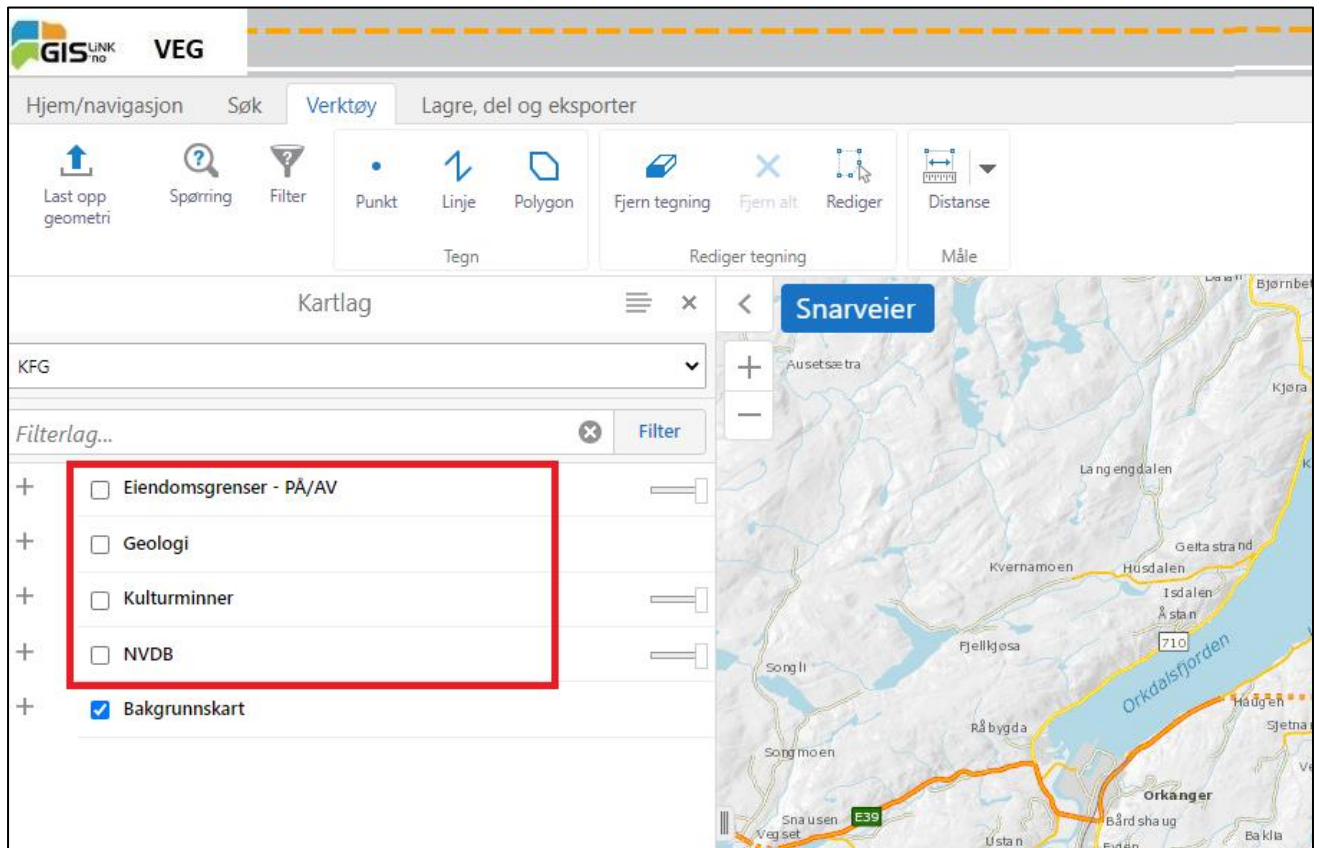 GIS LINK no VEG
Hjem/navigasjon Søk Verktøy Lagre, del og eksporter
Last opp geometri
Spørring
Filter
Punkt
Linje
Polygon
Fjern tegning
Fjern alt
Rediger
Distanse
Tegn
Rediger tegning
Måle
Kartlag
KFG
Filterlag...
Filter
Eiendomsgrenser - PÅ/AV
Geologi
Kulturminner
NVDB
Bakgrunnskart
Snarveier
Ausetsætra
Kjøra
Langengdalen
Geitastrand
Kvernamoen
Husdalen
Isdalen
Åstan
710
Fjellkjøsa
Songli
Orkdalsfjorden
Haugen
Råbygda
Songmoen
Orkanger
Snausen
E39
Bårdshaug
Vegset
Ustan
Baklia